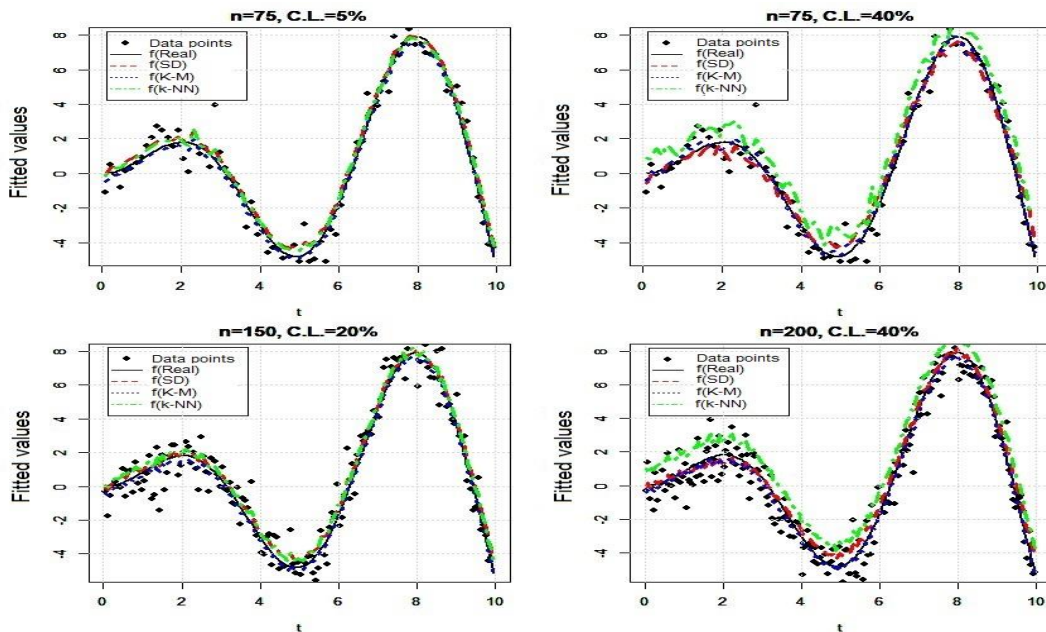 n=75, C.L.=5%
Fitted values
8
6
4
2
0
-2
-4
Data points
f(Real)
f(SD)
f(K-M)
f(k-NN)
0 2 4 6 8 10
t
n=75, C.L.=40%
Fitted values
8
6
4
2
0
-2
-4
Data points
f(Real)
f(SD)
f(K-M)
f(k-NN)
0 2 4 6 8 10
t
n=150, C.L.=20%
Fitted values
8
6
4
2
0
-2
-4
Data points
f(Real)
f(SD)
f(K-M)
f(k-NN)
0 2 4 6 8 10
t
n=200, C.L.=40%
Fitted values
8
6
4
2
0
-2
-4
Data points
f(Real)
f(SD)
f(K-M)
f(k-NN)
0 2 4 6 8 10
t